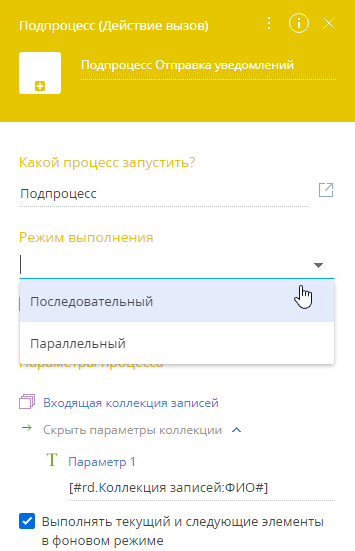 Подпроцесс (Действие вызов)
Подпроцесс Отправка уведомлений
Какой процесс запустить?
Подпроцесс
Режим выполнения
Последовательный
Параллельный
Параметры процесса
Входящая коллекция записей
Скрыть параметры коллекции
Параметр 1
[#rd.Коллекция записей:ФИО#]
Выполнять текущий и следующие элементы
в фоновом режиме